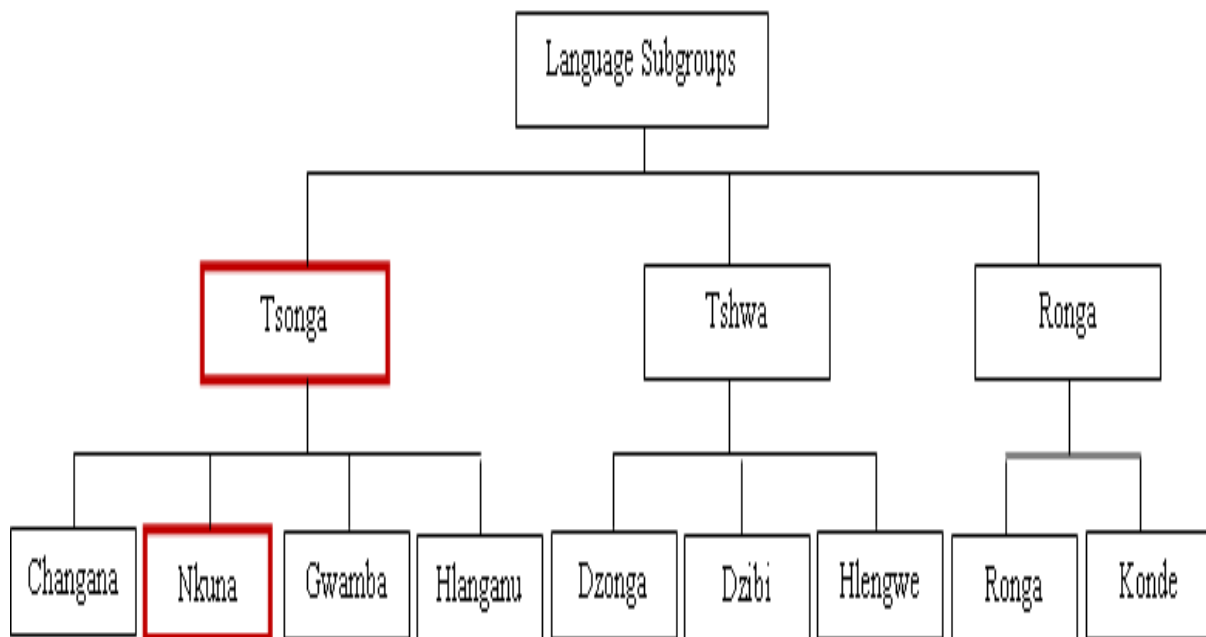 Language Subgroups
Tsonga
Tshwa
Ronga
Changana
Nkuna
Gwamba
Hlanganu
Dzonga
Dzibi
Hlengwe
Ronga
Konde